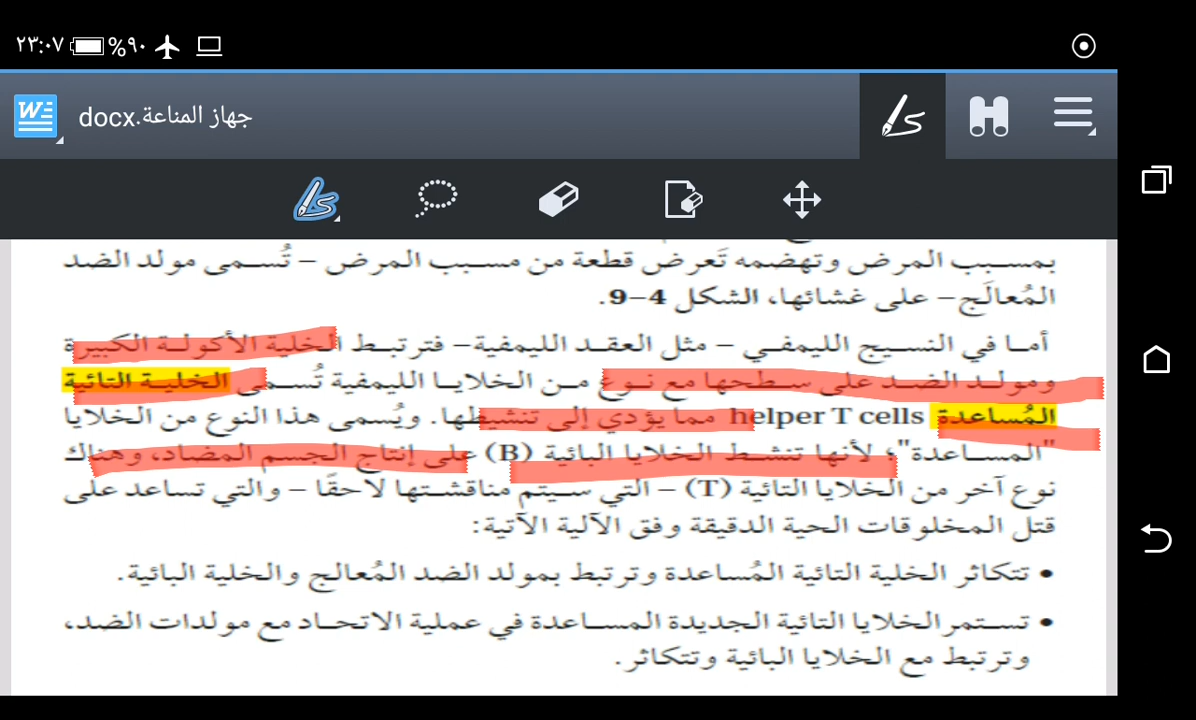 ٢٣:٠٧ %٩٠
جهاز المناعة.docx
بمسبب المرض وتهضمه تَعرض قطعة من مسبب المرض – تُسمى مولد الضد
المُعالَج– على غشائها، الشكل 4–9.
أما في النسيج الليمفي – مثل العقد الليمفية– فترتبط الخلية الأكولة الكبيرة
ومولد الضد على سطحها مع نوع من الخلايا الليمفية تُسمى الخلية التائية
المُساعدة helper T cells مما يؤدي إلى تنشيطها. ويُسمى هذا النوع من الخلايا
"المساعدة"؛ لأنها تنشط الخلايا البائية (B) على إنتاج الجسم المضاد، وهناك
نوع آخر من الخلايا التائية (T) – التي سيتم مناقشتها لاحقًا – والتي تساعد على
قتل المخلوقات الحية الدقيقة وفق الآلية الآتية:
• تتكاثر الخلية التائية المُساعدة وترتبط بمولد الضد المُعالج والخلية البائية.
• تستمر الخلايا التائية الجديدة المساعدة في عملية الاتحاد مع مولدات الضد،
وترتبط مع الخلايا البائية وتتكاثر.